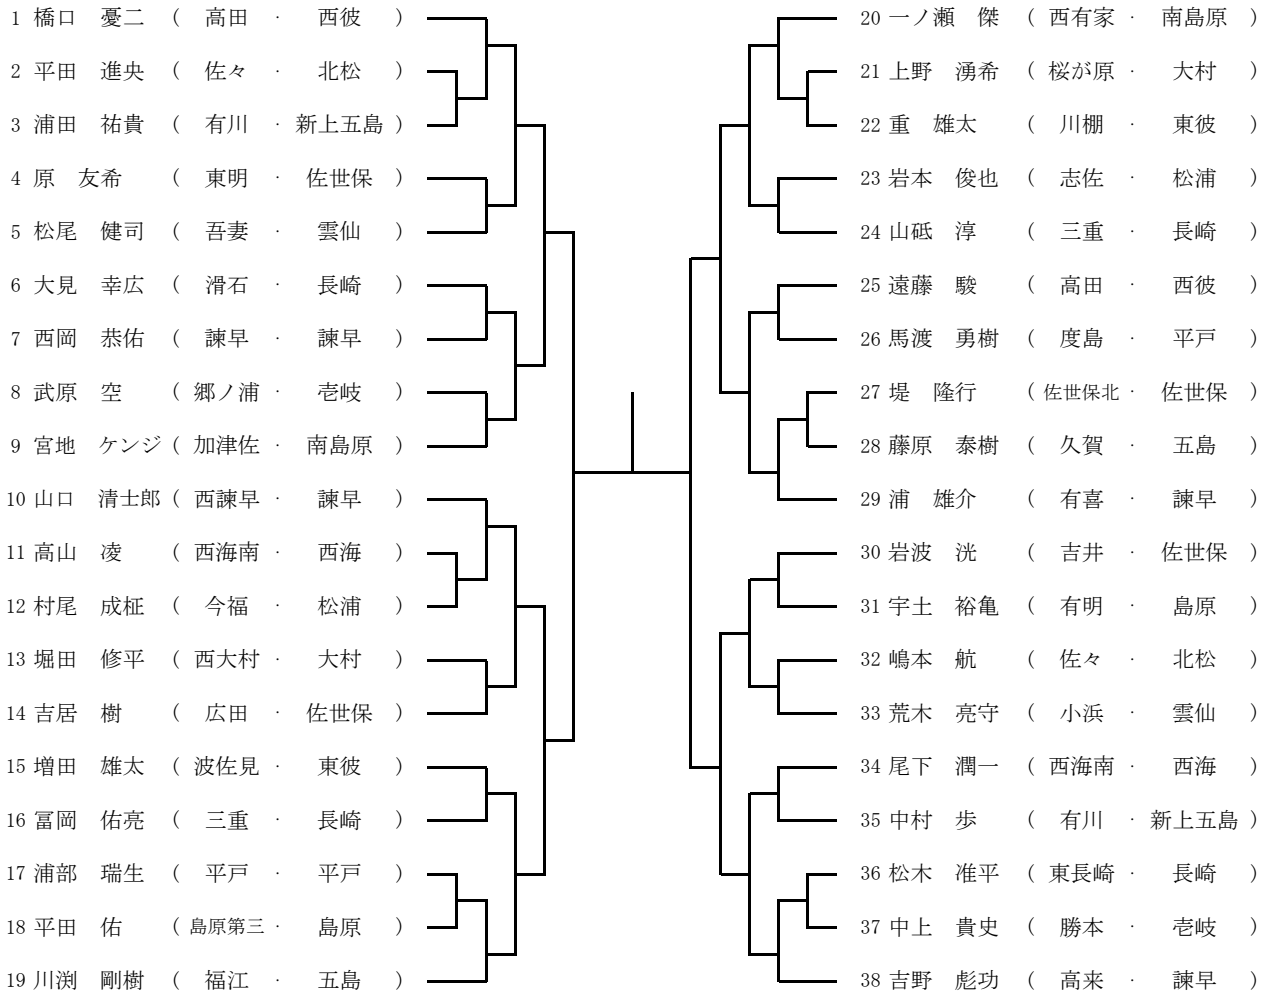 1 橋口　憂二 （ 高田 ・ 西彼 ）
2 平田　進央 （ 佐々 ・ 北松 ）
3 浦田　祐貴 （ 有川 ・ 新上五島 ）
4 原　友希 （ 東明 ・ 佐世保 ）
5 松尾　健司 （ 吾妻 ・ 雲仙 ）
6 大見　幸広 （ 滑石 ・ 長崎 ）
7 西岡　恭佑 （ 諫早 ・ 諫早 ）
8 武原　空 （ 郷ノ浦 ・ 壱岐 ）
9 宮地　ケンジ （ 加津佐 ・ 南島原 ）
10 山口　清士郎 （ 西諫早 ・ 諫早 ）
11 高山　凌 （ 西海南 ・ 西海 ）
12 村尾　成柾 （ 今福 ・ 松浦 ）
13 堀田　修平 （ 西大村 ・ 大村 ）
14 吉居　樹 （ 広田 ・ 佐世保 ）
15 増田　雄太 （ 波佐見 ・ 東彼 ）
16 冨岡　佑亮 （ 三重 ・ 長崎 ）
17 浦部　瑞生 （ 平戸 ・ 平戸 ）
18 平田　佑 （ 島原第三 ・ 島原 ）
19 川渕　剛樹 （ 福江 ・ 五島 ）
20 一ノ瀬　傑 （ 西有家 ・ 南島原 ）
21 上野　湧希 （ 桜が原 ・ 大村 ）
22 重　雄太 （ 川棚 ・ 東彼 ）
23 岩本　俊也 （ 志佐 ・ 松浦 ）
24 山砥　淳 （ 三重 ・ 長崎 ）
25 遠藤　駿 （ 高田 ・ 西彼 ）
26 馬渡　勇樹 （ 度島 ・ 平戸 ）
27 堤　隆行 （ 佐世保北 ・ 佐世保 ）
28 藤原　泰樹 （ 久賀 ・ 五島 ）
29 浦　雄介 （ 有喜 ・ 諫早 ）
30 岩波　洸 （ 吉井 ・ 佐世保 ）
31 宇土　裕亀 （ 有明 ・ 島原 ）
32 嶋本　航 （ 佐々 ・ 北松 ）
33 荒木　亮守 （ 小浜 ・ 雲仙 ）
34 尾下　潤一 （ 西海南 ・ 西海 ）
35 中村　歩 （ 有川 ・ 新上五島 ）
36 松木　准平 （ 東長崎 ・ 長崎 ）
37 中上　貴史 （ 勝本 ・ 壱岐 ）
38 吉野　彪功 （ 高来 ・ 諫早 ）